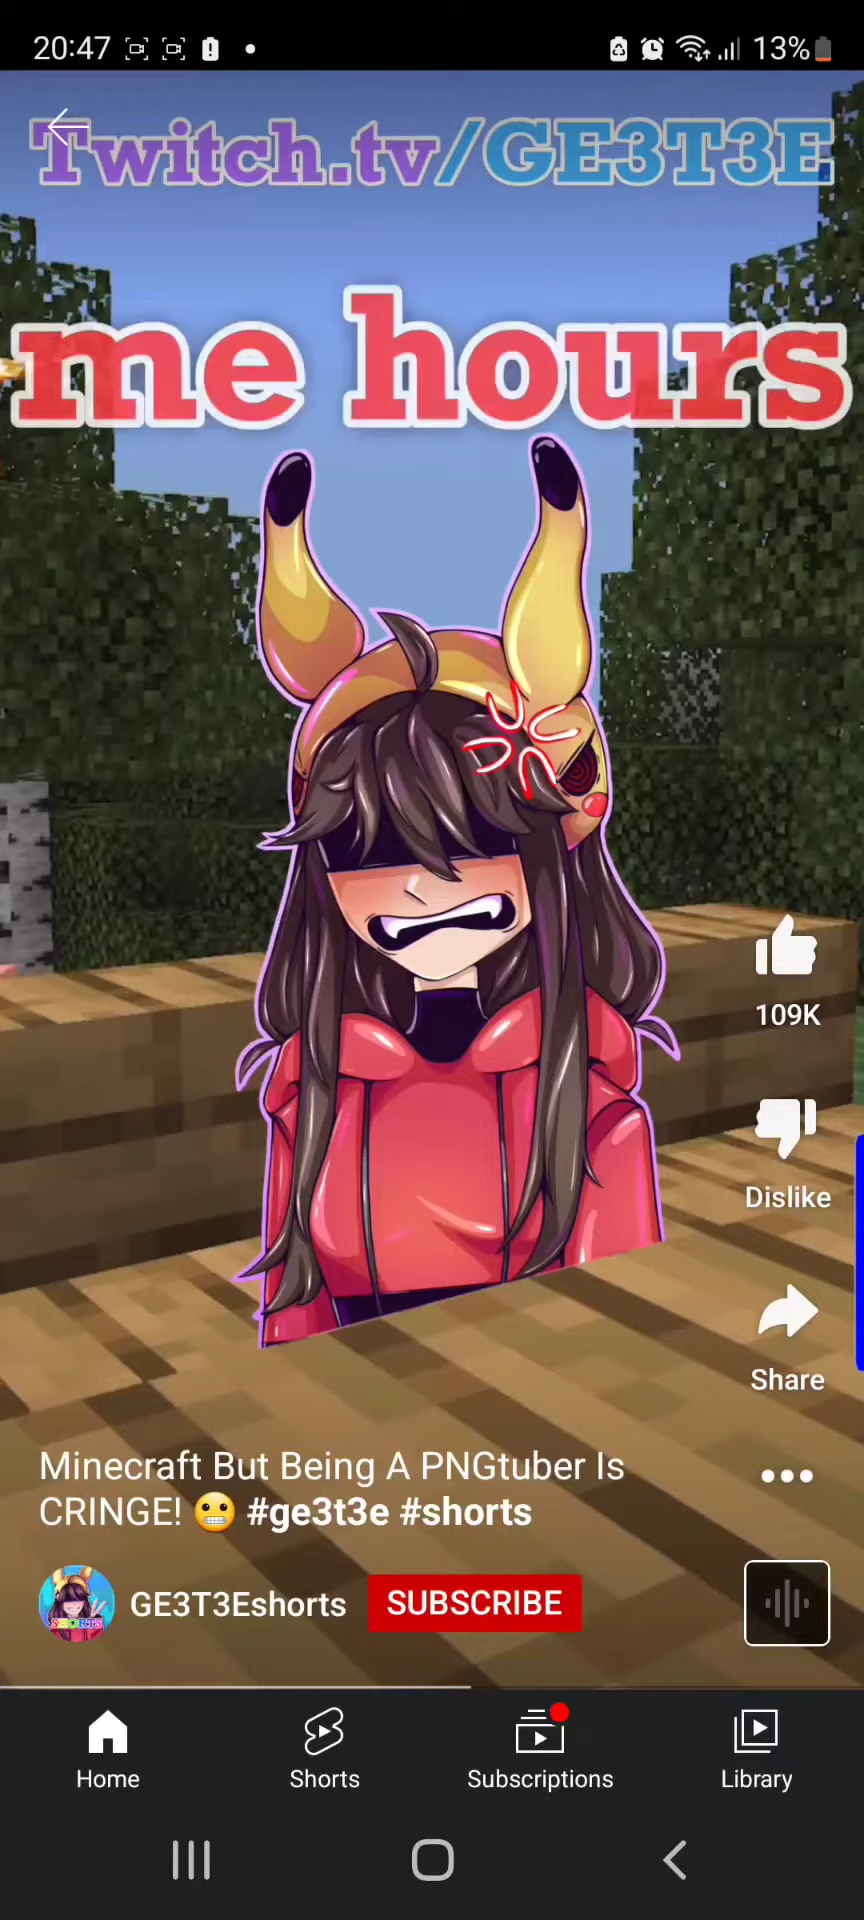 20:47
13%
Twitch.tv/GE3T3E
me hours
109K
Dislike
Share
Minecraft But Being A PNGtuber Is
CRINGE! 😬 #ge3t3e #shorts
GE3T3Eshorts
SUBSCRIBE
SHORTS
Home
Shorts
Subscriptions
Library